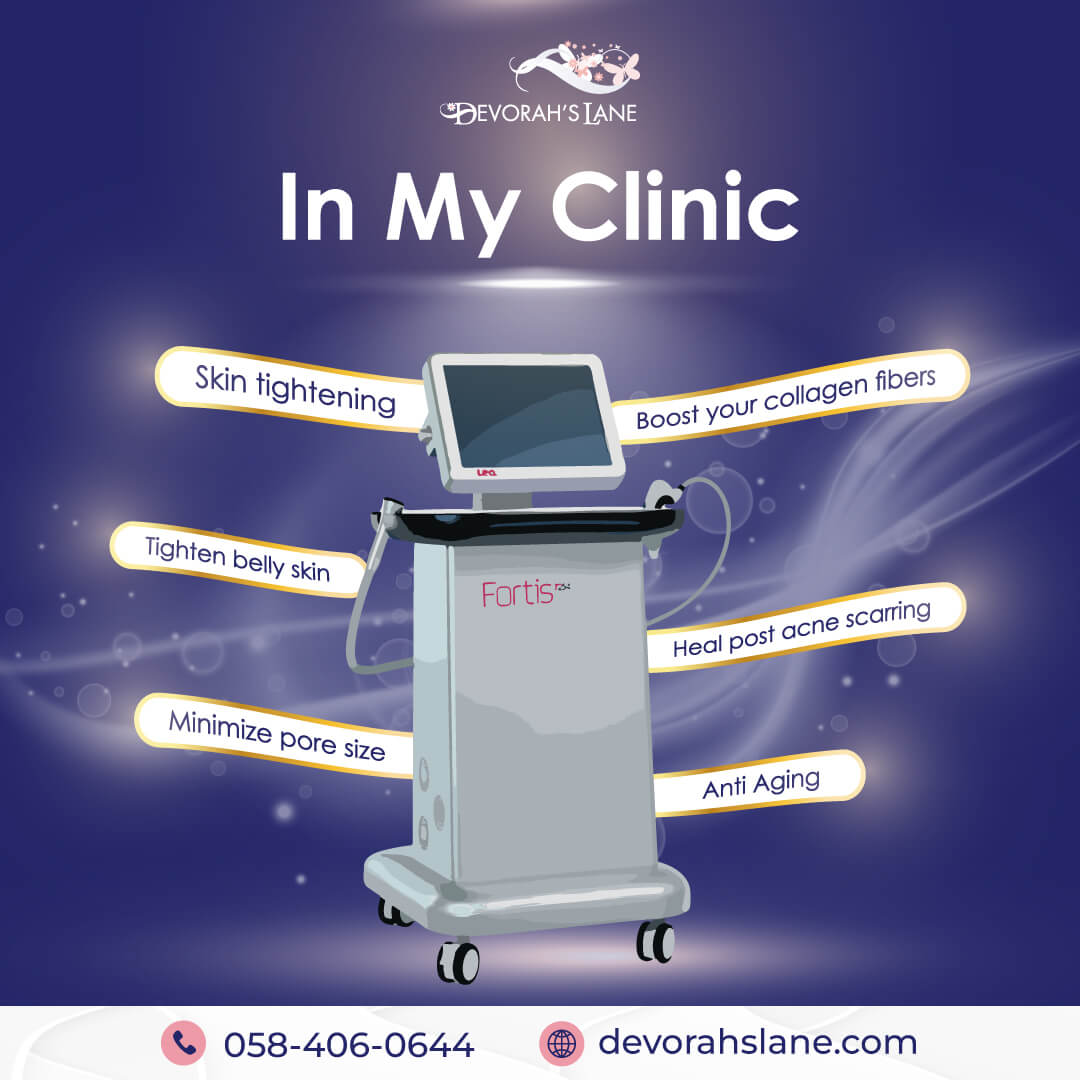 DEVORAH'S LANE
In My Clinic
Skin tightening
Boost your collagen fibers
Tighten belly skin
Fortis
Heal post acne scarring
Minimize pore size
Anti Aging
058-406-0644
devorahslane.com